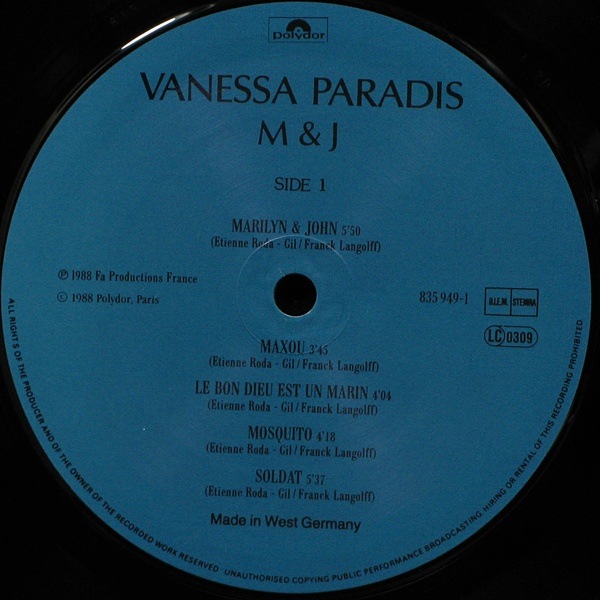 polydor
VANESSA PARADIS
M & J
SIDE 1
MARILYN & JOHN 5'50
(Etienne Roda - Gil / Franck Langolff)
℗ 1988 Fa Productions France
© 1988 Polydor, Paris
835 949-1
B.I.E.M. STEMRA
LC 0309
MAXOU 3'45
(Etienne Roda - Gil / Franck Langolff)
LE BON DIEU EST UN MARIN 4'04
(Etienne Roda - Gil / Franck Langolff)
MOSQUITO 4'18
(Etienne Roda - Gil / Franck Langolff)
SOLDAT 5'37
(Etienne Roda - Gil / Franck Langolff)
Made in West Germany
ALL RIGHTS OF THE PRODUCER AND OF THE OWNER OF THE RECORDED WORK RESERVED · UNAUTHORISED COPYING PUBLIC PERFORMANCE BROADCASTING HIRING OR RENTAL OF THIS RECORDING PROHIBITED